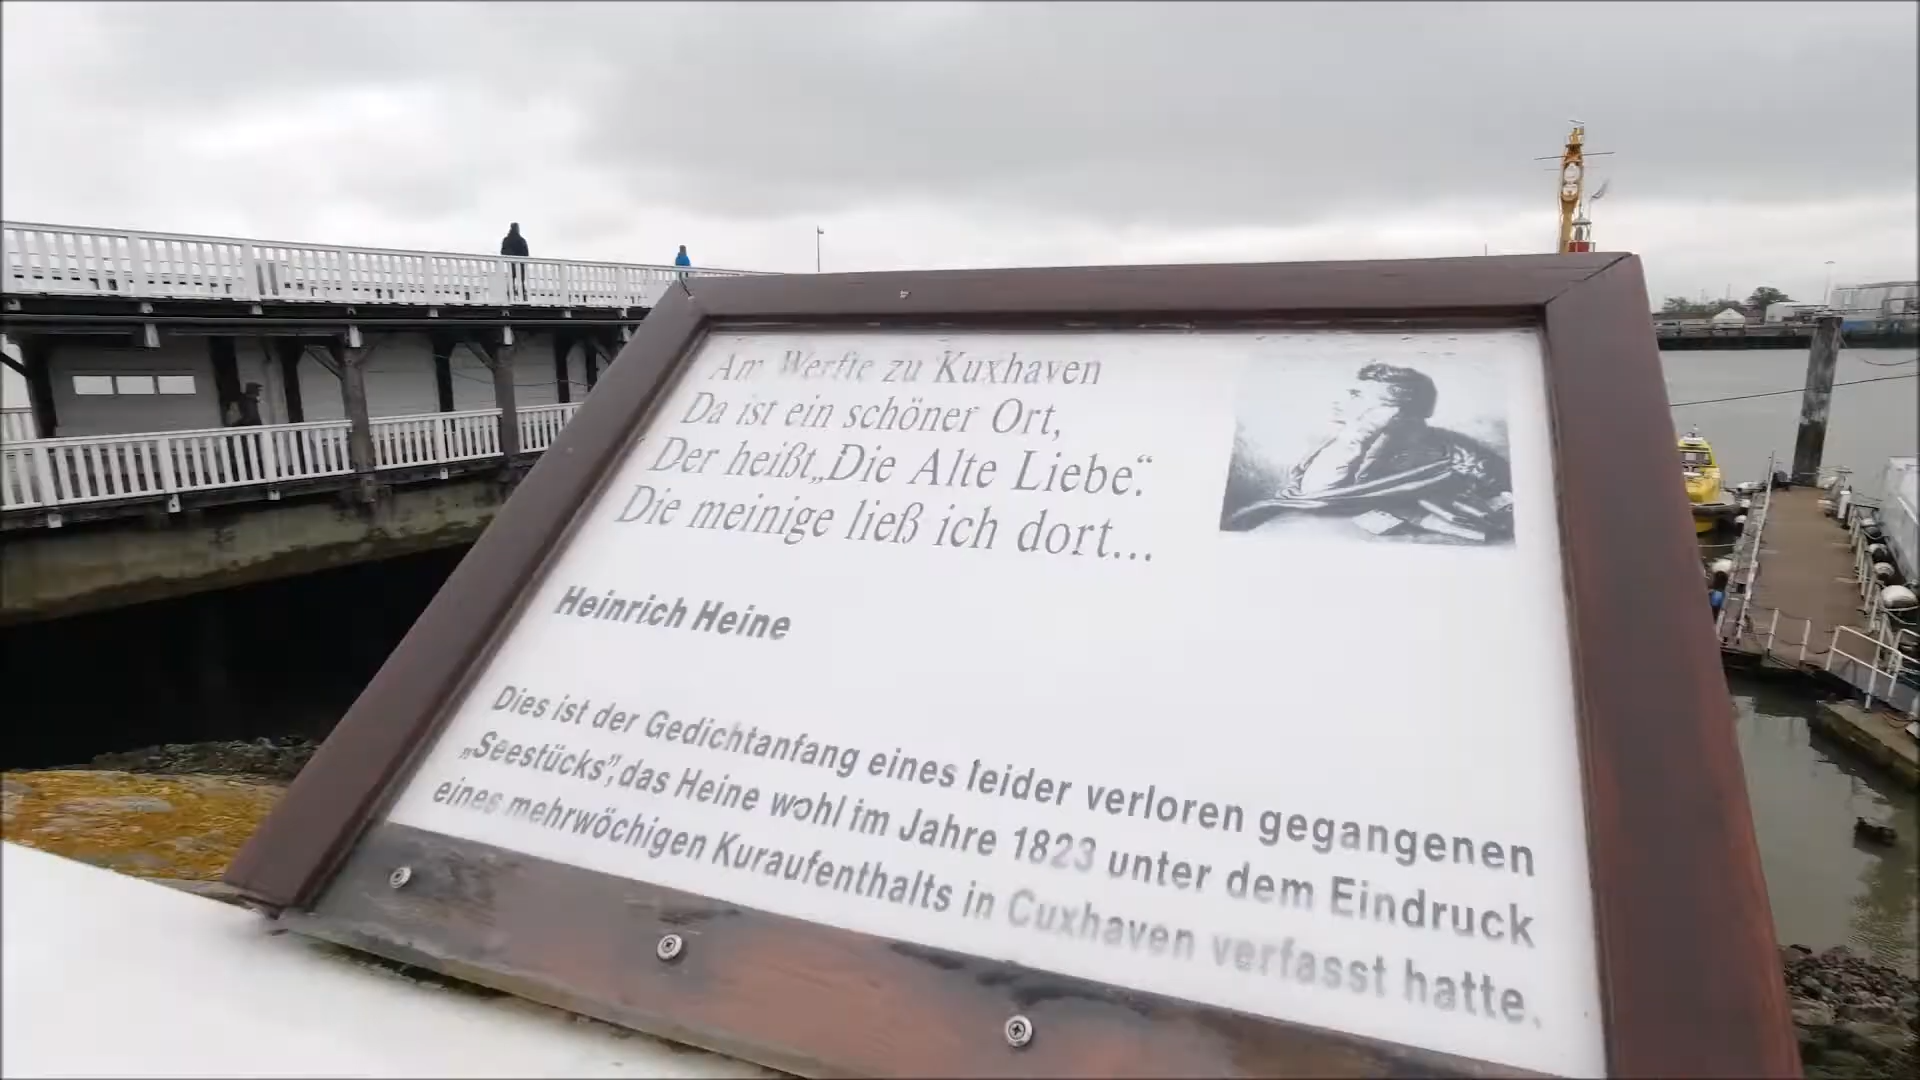 Am Werfte zu Kuxhaven
Da ist ein schöner Ort,
Der heißt „Die Alte Liebe“.
Die meinige ließ ich dort...
Heinrich Heine
Dies ist der Gedichtanfang eines leider verloren gegangenen
„Seestücks”, das Heine wohl im Jahre 1823 unter dem Eindruck
eines mehrwöchigen Kuraufenthalts in Cuxhaven verfasst hatte.